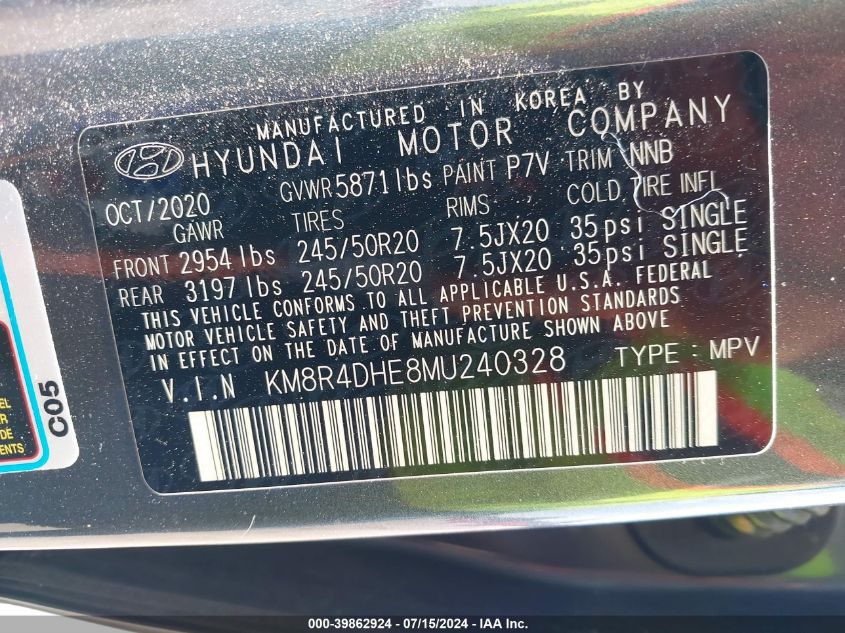 MANUFACTURED IN KOREA BY
HYUNDAI MOTOR COMPANY
OCT/2020 GVWR 5871 lbs PAINT P7V TRIM NNB
GAWR TIRES RIMS COLD TIRE INFL
FRONT 2954 lbs 245/50R20 7.5JX20 35psi SINGLE
REAR 3197 lbs 245/50R20 7.5JX20 35psi SINGLE
THIS VEHICLE CONFORMS TO ALL APPLICABLE U.S.A. FEDERAL
MOTOR VEHICLE SAFETY AND THEFT PREVENTION STANDARDS
IN EFFECT ON THE DATE OF MANUFACTURE SHOWN ABOVE
V.I.N KM8R4DHE8MU240328 TYPE : MPV
C05
000-39862924 - 07/15/2024 - IAA Inc.